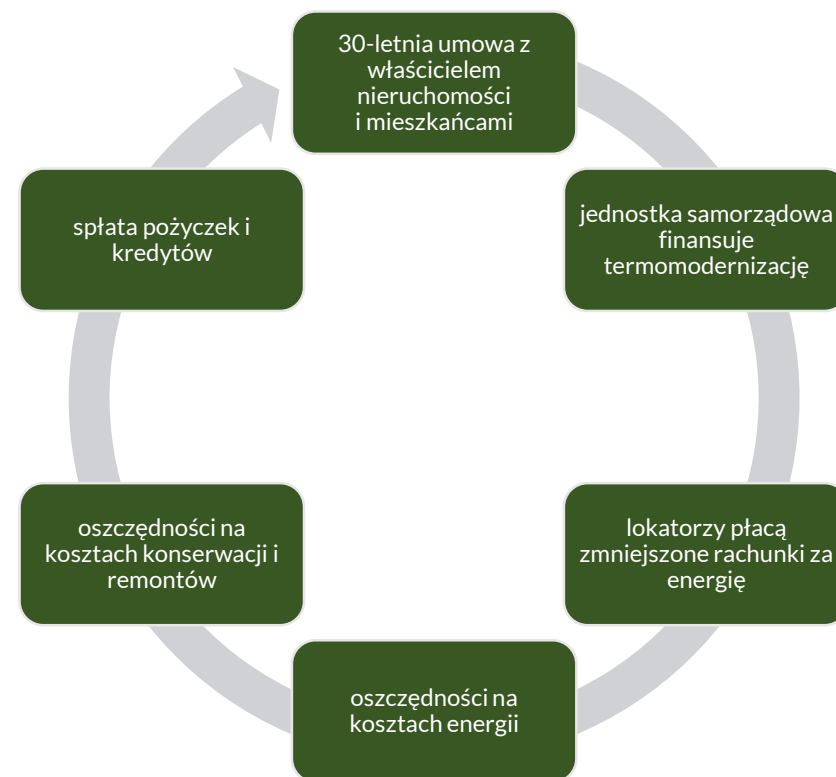 30-letnia umowa z
właścicielem
nieruchomości
i mieszkańcami
jednostka samorządowa
finansuje
termomodernizację
lokatorzy płacą
zmniejszone rachunki za
energię
oszczędności na
kosztach energii
oszczędności na
kosztach konserwacji i
remontów
spłata pożyczek i
kredytów